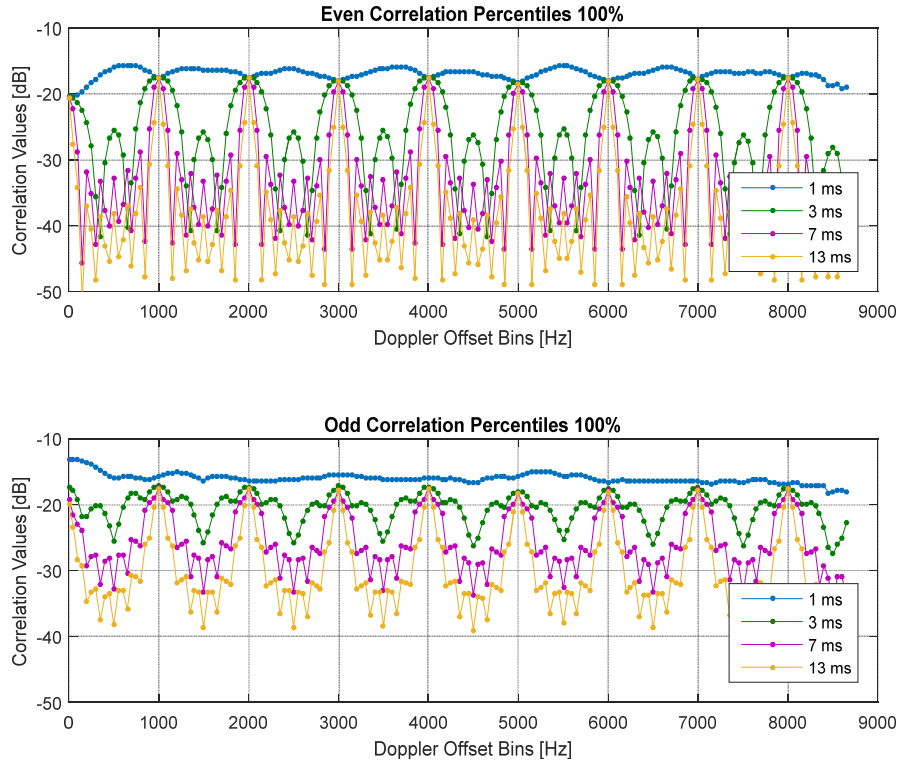 Even Correlation Percentiles 100%
-10
-20
-30
-40
-50
Correlation Values [dB]
1 ms
3 ms
7 ms
13 ms
0 1000 2000 3000 4000 5000 6000 7000 8000 9000
Doppler Offset Bins [Hz]
Odd Correlation Percentiles 100%
-10
-20
-30
-40
-50
Correlation Values [dB]
1 ms
3 ms
7 ms
13 ms
0 1000 2000 3000 4000 5000 6000 7000 8000 9000
Doppler Offset Bins [Hz]